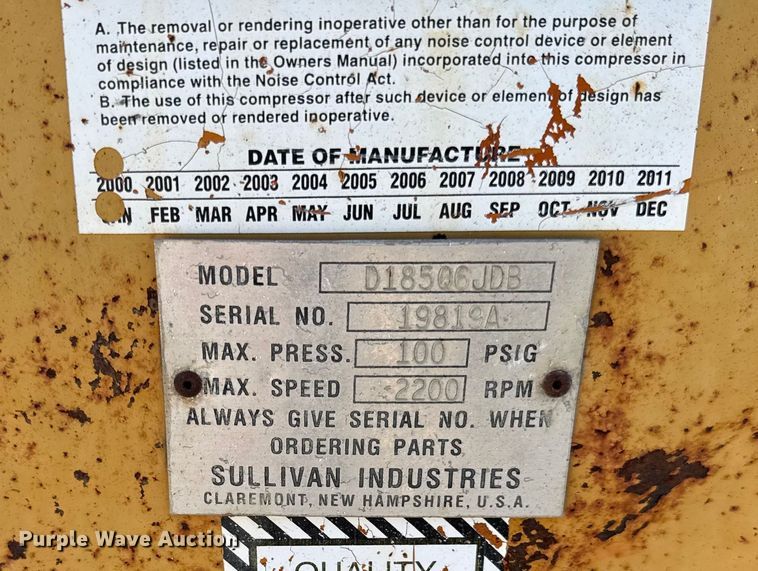 A. The removal or rendering inoperative other than for the purpose of
maintenance, repair or replacement of any noise control device or element
of design (listed in the Owners Manual) incorporated into this compressor in
compliance with the Noise Control Act.
B. The use of this compressor after such device or element of design has
been removed or rendered inoperative.
DATE OF MANUFACTURE
2000 2001 2002 2003 2004 2005 2006 2007 2008 2009 2010 2011
JAN FEB MAR APR MAY JUN JUL AUG SEP OCT NOV DEC
MODEL D185Q6JDB
SERIAL NO. 19819A
MAX. PRESS. 100 PSIG
MAX. SPEED 2200 RPM
ALWAYS GIVE SERIAL NO. WHEN
ORDERING PARTS
SULLIVAN INDUSTRIES
CLAREMONT, NEW HAMPSHIRE, U.S.A.
Purple Wave Auction
QUALITY